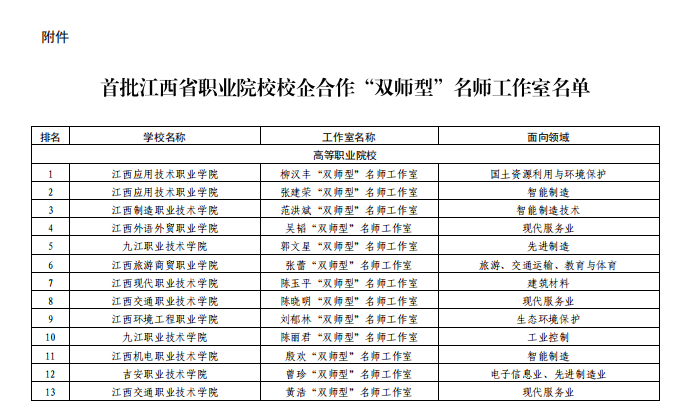 附件
首批江西省职业院校校企合作“双师型”名师工作室名单
排名 学校名称 工作室名称 面向领域
高等职业院校
1 江西应用技术职业学院 柳汉丰“双师型”名师工作室 国土资源利用与环境保护
2 江西应用技术职业学院 张建荣“双师型”名师工作室 智能制造
3 江西制造职业技术学院 范洪斌“双师型”名师工作室 智能制造技术
4 江西外语外贸职业学院 吴韬“双师型”名师工作室 现代服务业
5 九江职业技术学院 郭文星“双师型”名师工作室 先进制造
6 江西旅游商贸职业学院 张蕾“双师型”名师工作室 旅游、交通运输、教育与体育
7 江西现代职业技术学院 陈玉平“双师型”名师工作室 建筑材料
8 江西交通职业技术学院 陈晓明“双师型”名师工作室 现代服务业
9 江西环境工程职业学院 刘郁林“双师型”名师工作室 生态环境保护
10 九江职业技术学院 陈丽君“双师型”名师工作室 工业控制
11 江西机电职业技术学院 殷欢“双师型”名师工作室 智能制造
12 吉安职业技术学院 曾珍“双师型”名师工作室 电子信息业、先进制造业
13 江西交通职业技术学院 黄浩“双师型”名师工作室 现代服务业